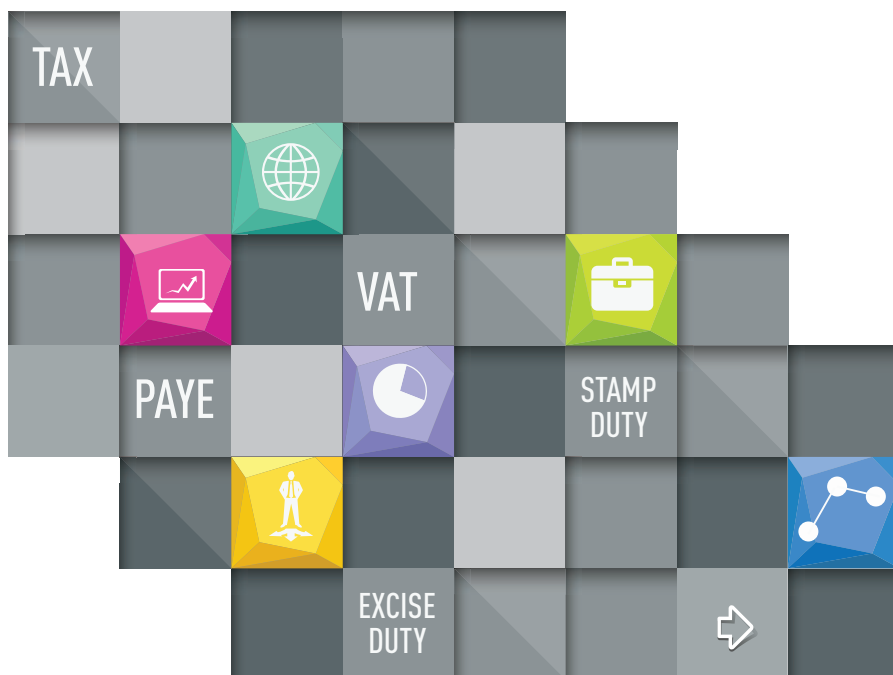 TAX
VAT
PAYE
STAMP
DUTY
EXCISE
DUTY